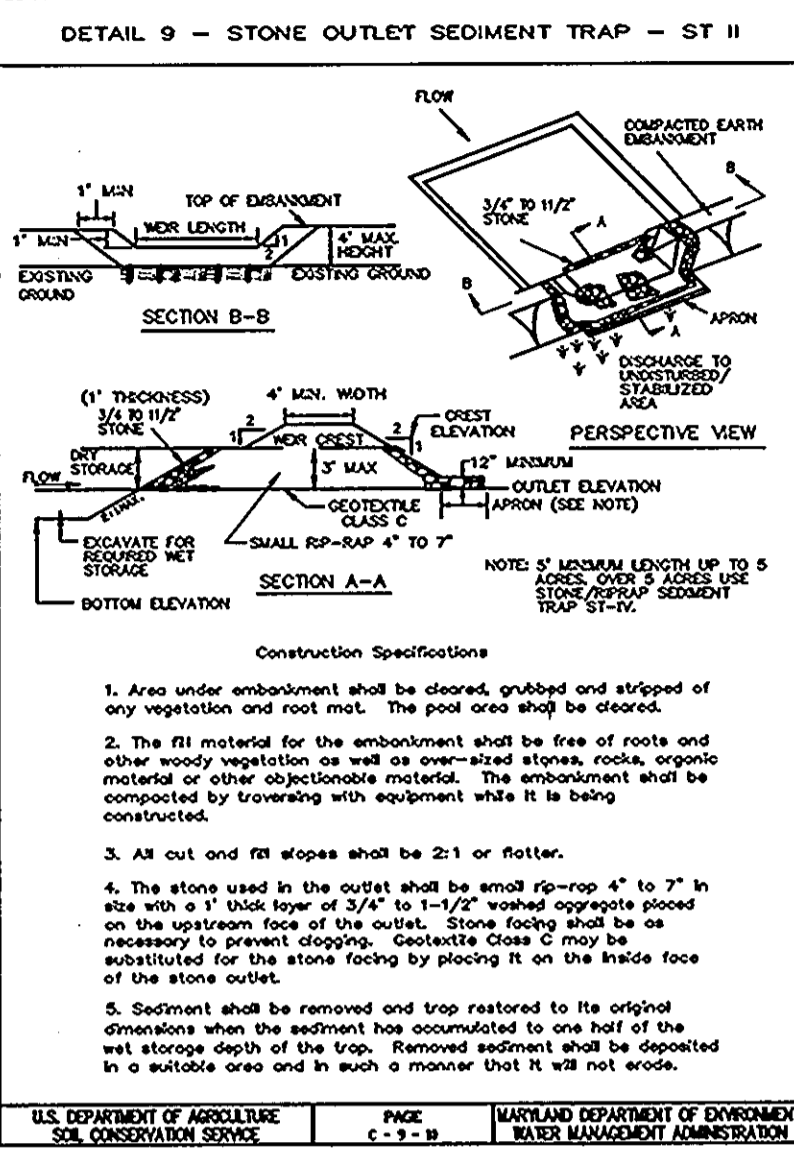 DETAIL 9 — STONE OUTLET SEDIMENT TRAP — ST II
FLOW
COMPACTED EARTH
EMBANKMENT
B
3/4" TO 11/2"
STONE
A
B
A
APRON
DISCHARGE TO
UNDISTURBED/
STABILIZED
AREA
PERSPECTIVE VIEW
1' MIN
TOP OF EMBANKMENT
WEIR LENGTH
1' MIN
1
2
4' MAX.
HEIGHT
EXISTING
GROUND
EXISTING GROUND
SECTION B-B
(1' THICKNESS)
3/4 TO 11/2"
STONE
4' MIN. WIDTH
2
1
WEIR CREST
2
1
CREST
ELEVATION
DRY
STORAGE
FLOW
3' MAX
12" MINIMUM
OUTLET ELEVATION
APRON (SEE NOTE)
GEOTEXTILE
CLASS C
EXCAVATE FOR
REQUIRED WET
STORAGE
SMALL RIP-RAP 4" TO 7"
BOTTOM ELEVATION
SECTION A-A
NOTE: 5' MINIMUM LENGTH UP TO 5
ACRES, OVER 5 ACRES USE
STONE/RIPRAP SEDIMENT
TRAP ST-IV.
Construction Specifications
1. Area under embankment shall be cleared, grubbed and stripped of
any vegetation and root mat. The pool area shall be cleared.
2. The fill material for the embankment shall be free of roots and
other woody vegetation as well as over-sized stones, rocks, organic
material or other objectionable material. The embankment shall be
compacted by traversing with equipment while it is being
constructed.
3. All cut and fill slopes shall be 2:1 or flatter.
4. The stone used in the outlet shall be small rip-rap 4" to 7" in
size with a 1' thick layer of 3/4" to 1-1/2" washed aggregate placed
on the upstream face of the outlet. Stone facing shall be as
necessary to prevent clogging. Geotextile Class C may be
substituted for the stone facing by placing it on the inside face
of the stone outlet.
5. Sediment shall be removed and trap restored to its original
dimensions when the sediment has accumulated to one half of the
wet storage depth of the trap. Removed sediment shall be deposited
in a suitable area and in such a manner that it will not erode.
U.S. DEPARTMENT OF AGRICULTURE
SOIL CONSERVATION SERVICE
PAGE
C - 9 - 10
MARYLAND DEPARTMENT OF ENVIRONMEN
WATER MANAGEMENT ADMINISTRATION